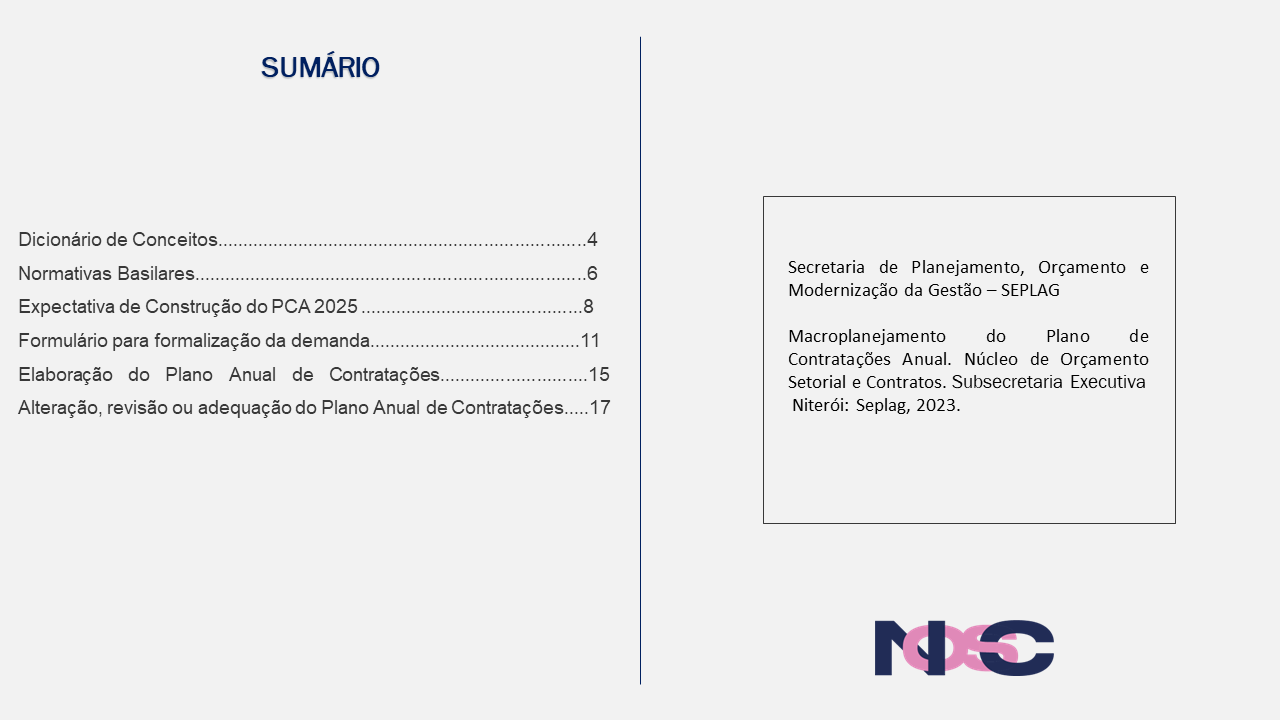 SUMÁRIO
Dicionário de Conceitos..........................................................................4
Normativas Basilares..............................................................................6
Expectativa de Construção do PCA 2025 ............................................8
Formulário para formalização da demanda..........................................11
Elaboração do Plano Anual de Contratações.............................15
Alteração, revisão ou adequação do Plano Anual de Contratações.....17
Secretaria de Planejamento, Orçamento e
Modernização da Gestão – SEPLAG
Macroplanejamento do Plano de
Contratações Anual. Núcleo de Orçamento
Setorial e Contratos. Subsecretaria Executiva
Niterói: Seplag, 2023.
NOSC